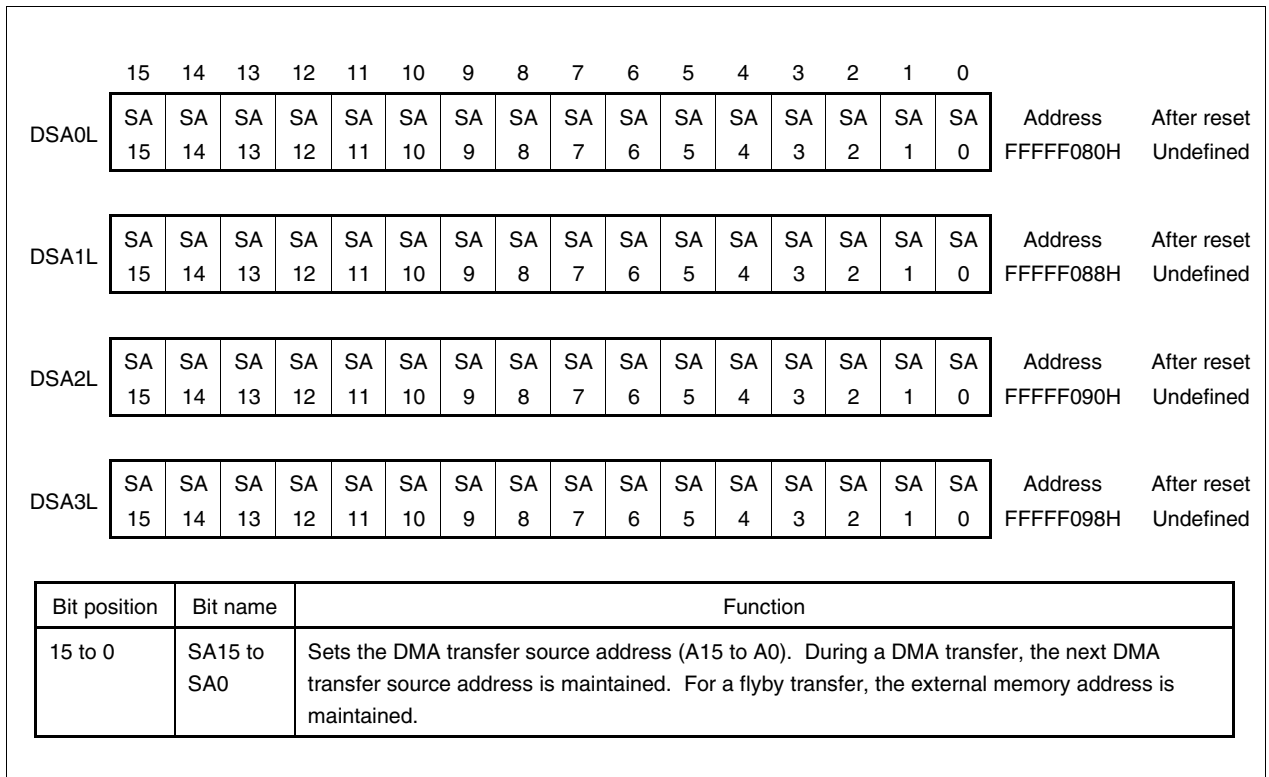 15 14 13 12 11 10 9 8 7 6 5 4 3 2 1 0
DSA0L SA SA SA SA SA SA SA SA SA SA SA SA SA SA SA SA Address After reset
15 14 13 12 11 10 9 8 7 6 5 4 3 2 1 0 FFFFF080H Undefined
DSA1L SA SA SA SA SA SA SA SA SA SA SA SA SA SA SA SA Address After reset
15 14 13 12 11 10 9 8 7 6 5 4 3 2 1 0 FFFFF088H Undefined
DSA2L SA SA SA SA SA SA SA SA SA SA SA SA SA SA SA SA Address After reset
15 14 13 12 11 10 9 8 7 6 5 4 3 2 1 0 FFFFF090H Undefined
DSA3L SA SA SA SA SA SA SA SA SA SA SA SA SA SA SA SA Address After reset
15 14 13 12 11 10 9 8 7 6 5 4 3 2 1 0 FFFFF098H Undefined
Bit position Bit name Function
15 to 0 SA15 to Sets the DMA transfer source address (A15 to A0). During a DMA transfer, the next DMA
SA0 transfer source address is maintained. For a flyby transfer, the external memory address is
maintained.